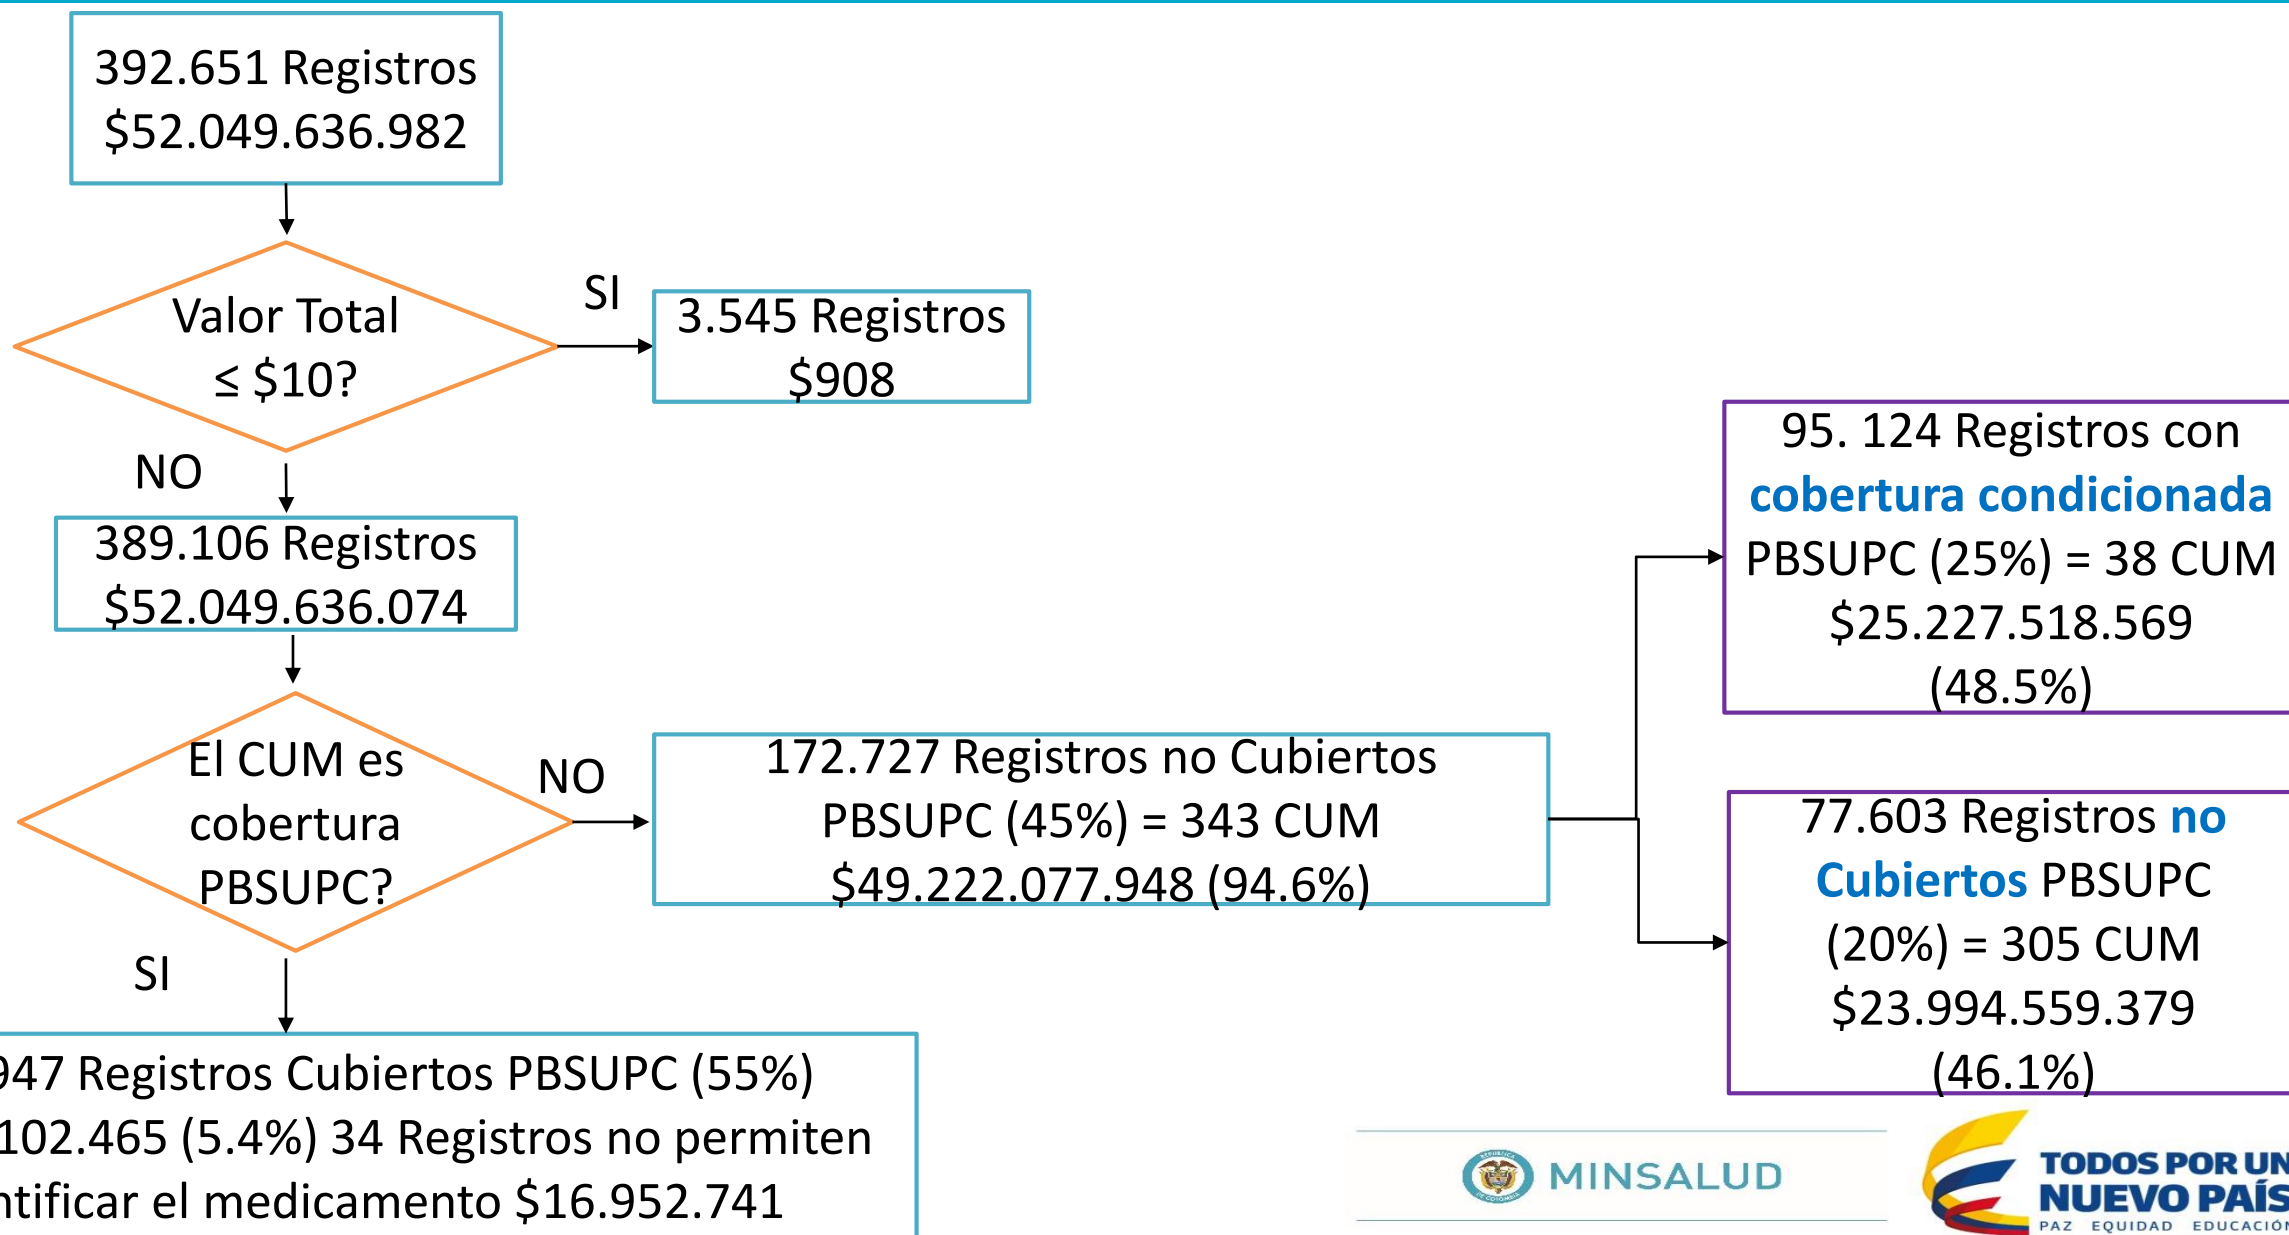 392.651 Registros
$52.049.636.982
Valor Total
≤ $10?
SI
3.545 Registros
$908
NO
389.106 Registros
$52.049.636.074
El CUM es
cobertura
PBSUPC?
NO
172.727 Registros no Cubiertos
PBSUPC (45%) = 343 CUM
$49.222.077.948 (94.6%)
95. 124 Registros con
cobertura condicionada
PBSUPC (25%) = 38 CUM
$25.227.518.569
(48.5%)
77.603 Registros no
Cubiertos PBSUPC
(20%) = 305 CUM
$23.994.559.379
(46.1%)
SI
947 Registros Cubiertos PBSUPC (55%)
102.465 (5.4%) 34 Registros no permiten
ntificar el medicamento $16.952.741
MINSALUD
TODOS POR UN
NUEVO PAÍS
PAZ EQUIDAD EDUCACIÓN